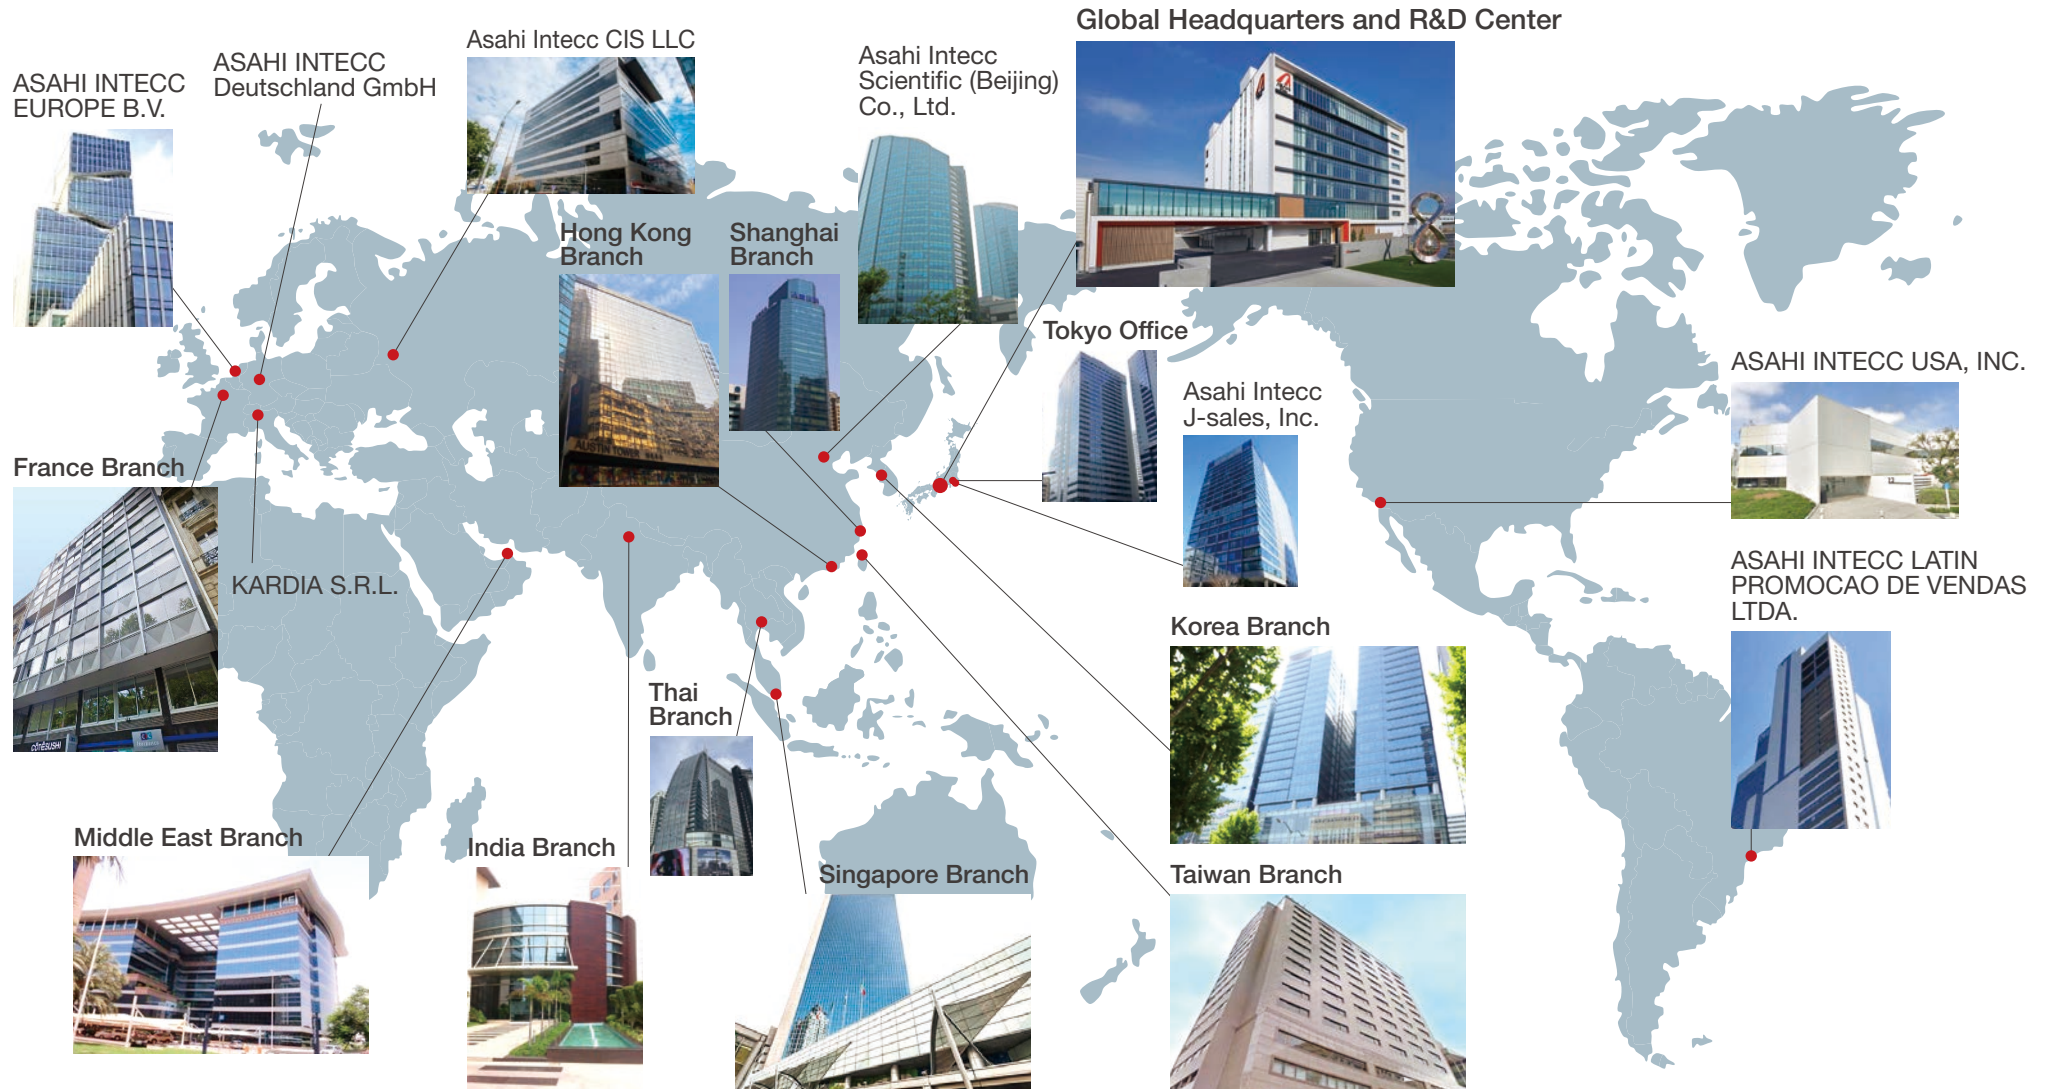 Global Headquarters and R&D Center
Asahi Intecc CIS LLC
Asahi Intecc
Scientific (Beijing)
Co., Ltd.
ASAHI INTECC
Deutschland GmbH
ASAHI INTECC
EUROPE B.V.
Hong Kong
Branch
AUSTIN TOWER
Shanghai
Branch
Tokyo Office
Asahi Intecc
J-sales, Inc.
ASAHI INTECC USA, INC.
France Branch
CÔTÉSUSHI
KARDIA S.R.L.
ASAHI INTECC LATIN
PROMOCAO DE VENDAS
LTDA.
Korea Branch
Thai
Branch
Middle East Branch
India Branch
Singapore Branch
Taiwan Branch